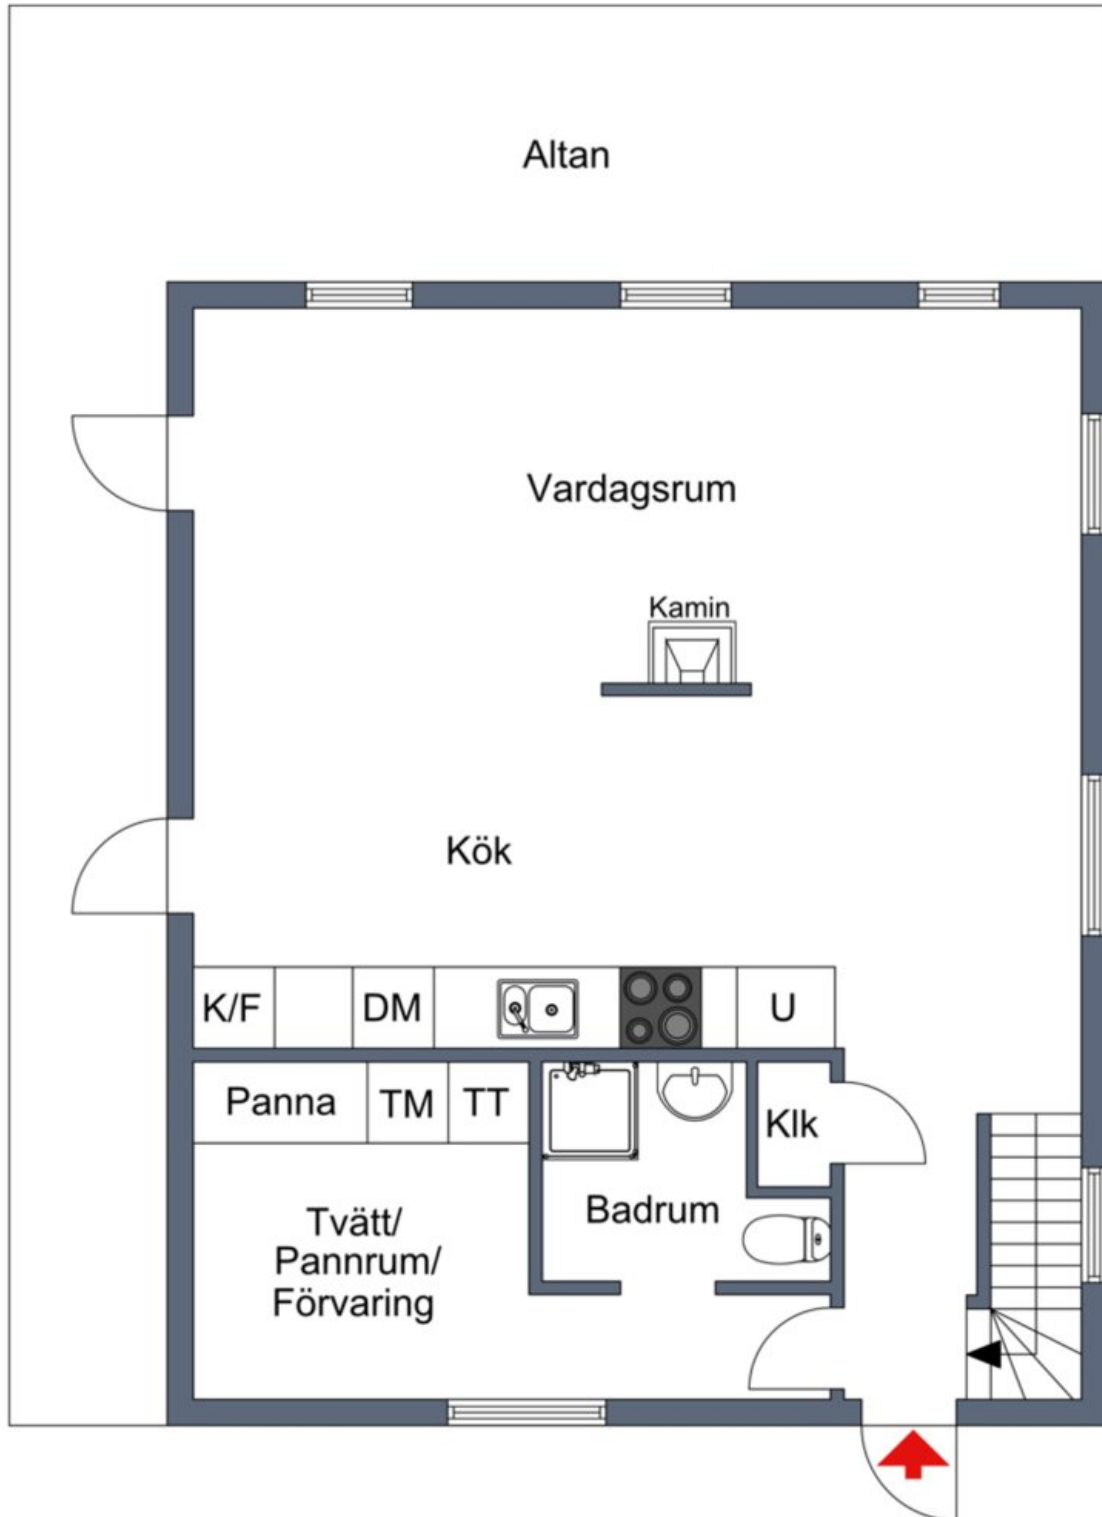 Altan
Vardagsrum
Kamin
Kök
K/F
DM
U
Panna
TM
TT
Klk
Badrum
Tvätt/
Pannrum/
Förvaring